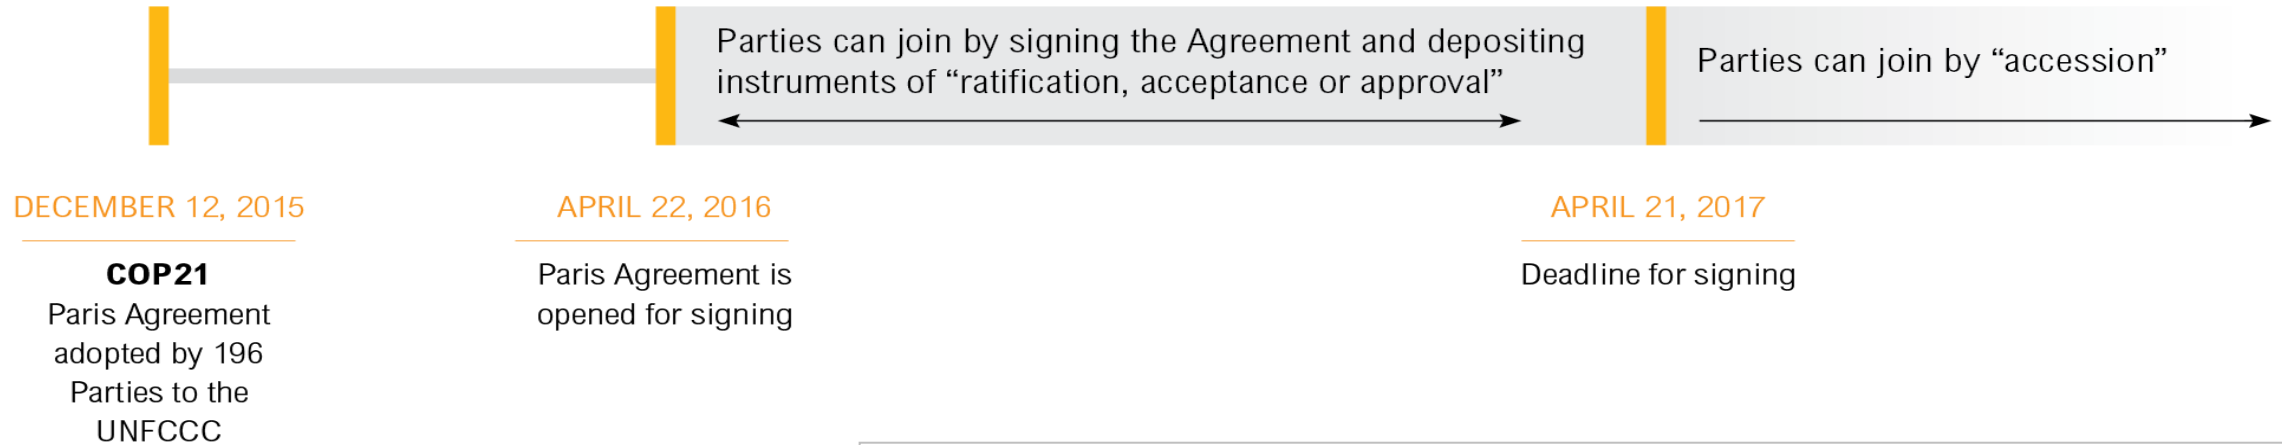 Parties can join by signing the Agreement and depositing
instruments of “ratification, acceptance or approval”
Parties can join by “accession”
DECEMBER 12, 2015
COP21
Paris Agreement
adopted by 196
Parties to the
UNFCCC
APRIL 22, 2016
Paris Agreement is
opened for signing
APRIL 21, 2017
Deadline for signing